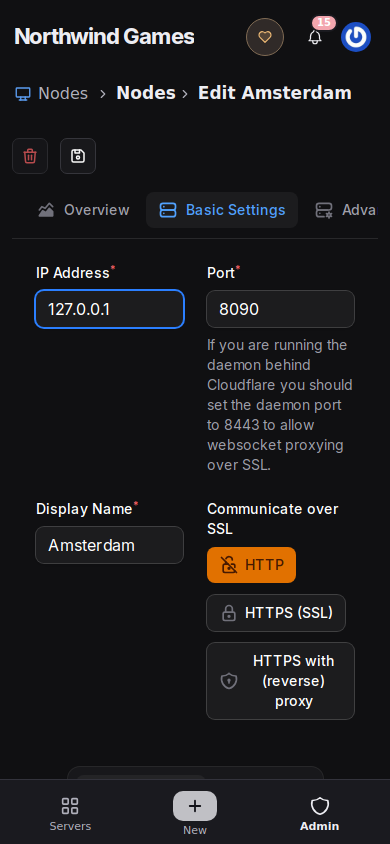 Northwind Games
15
Nodes > Nodes > Edit Amsterdam
Overview
Basic Settings
Adva
IP Address*
127.0.0.1
Port*
8090
If you are running the
daemon behind
Cloudflare you should
set the daemon port
to 8443 to allow
websocket proxying
over SSL.
Display Name*
Amsterdam
Communicate over
SSL
HTTP
HTTPS (SSL)
HTTPS with
(reverse)
proxy
Servers
New
Admin